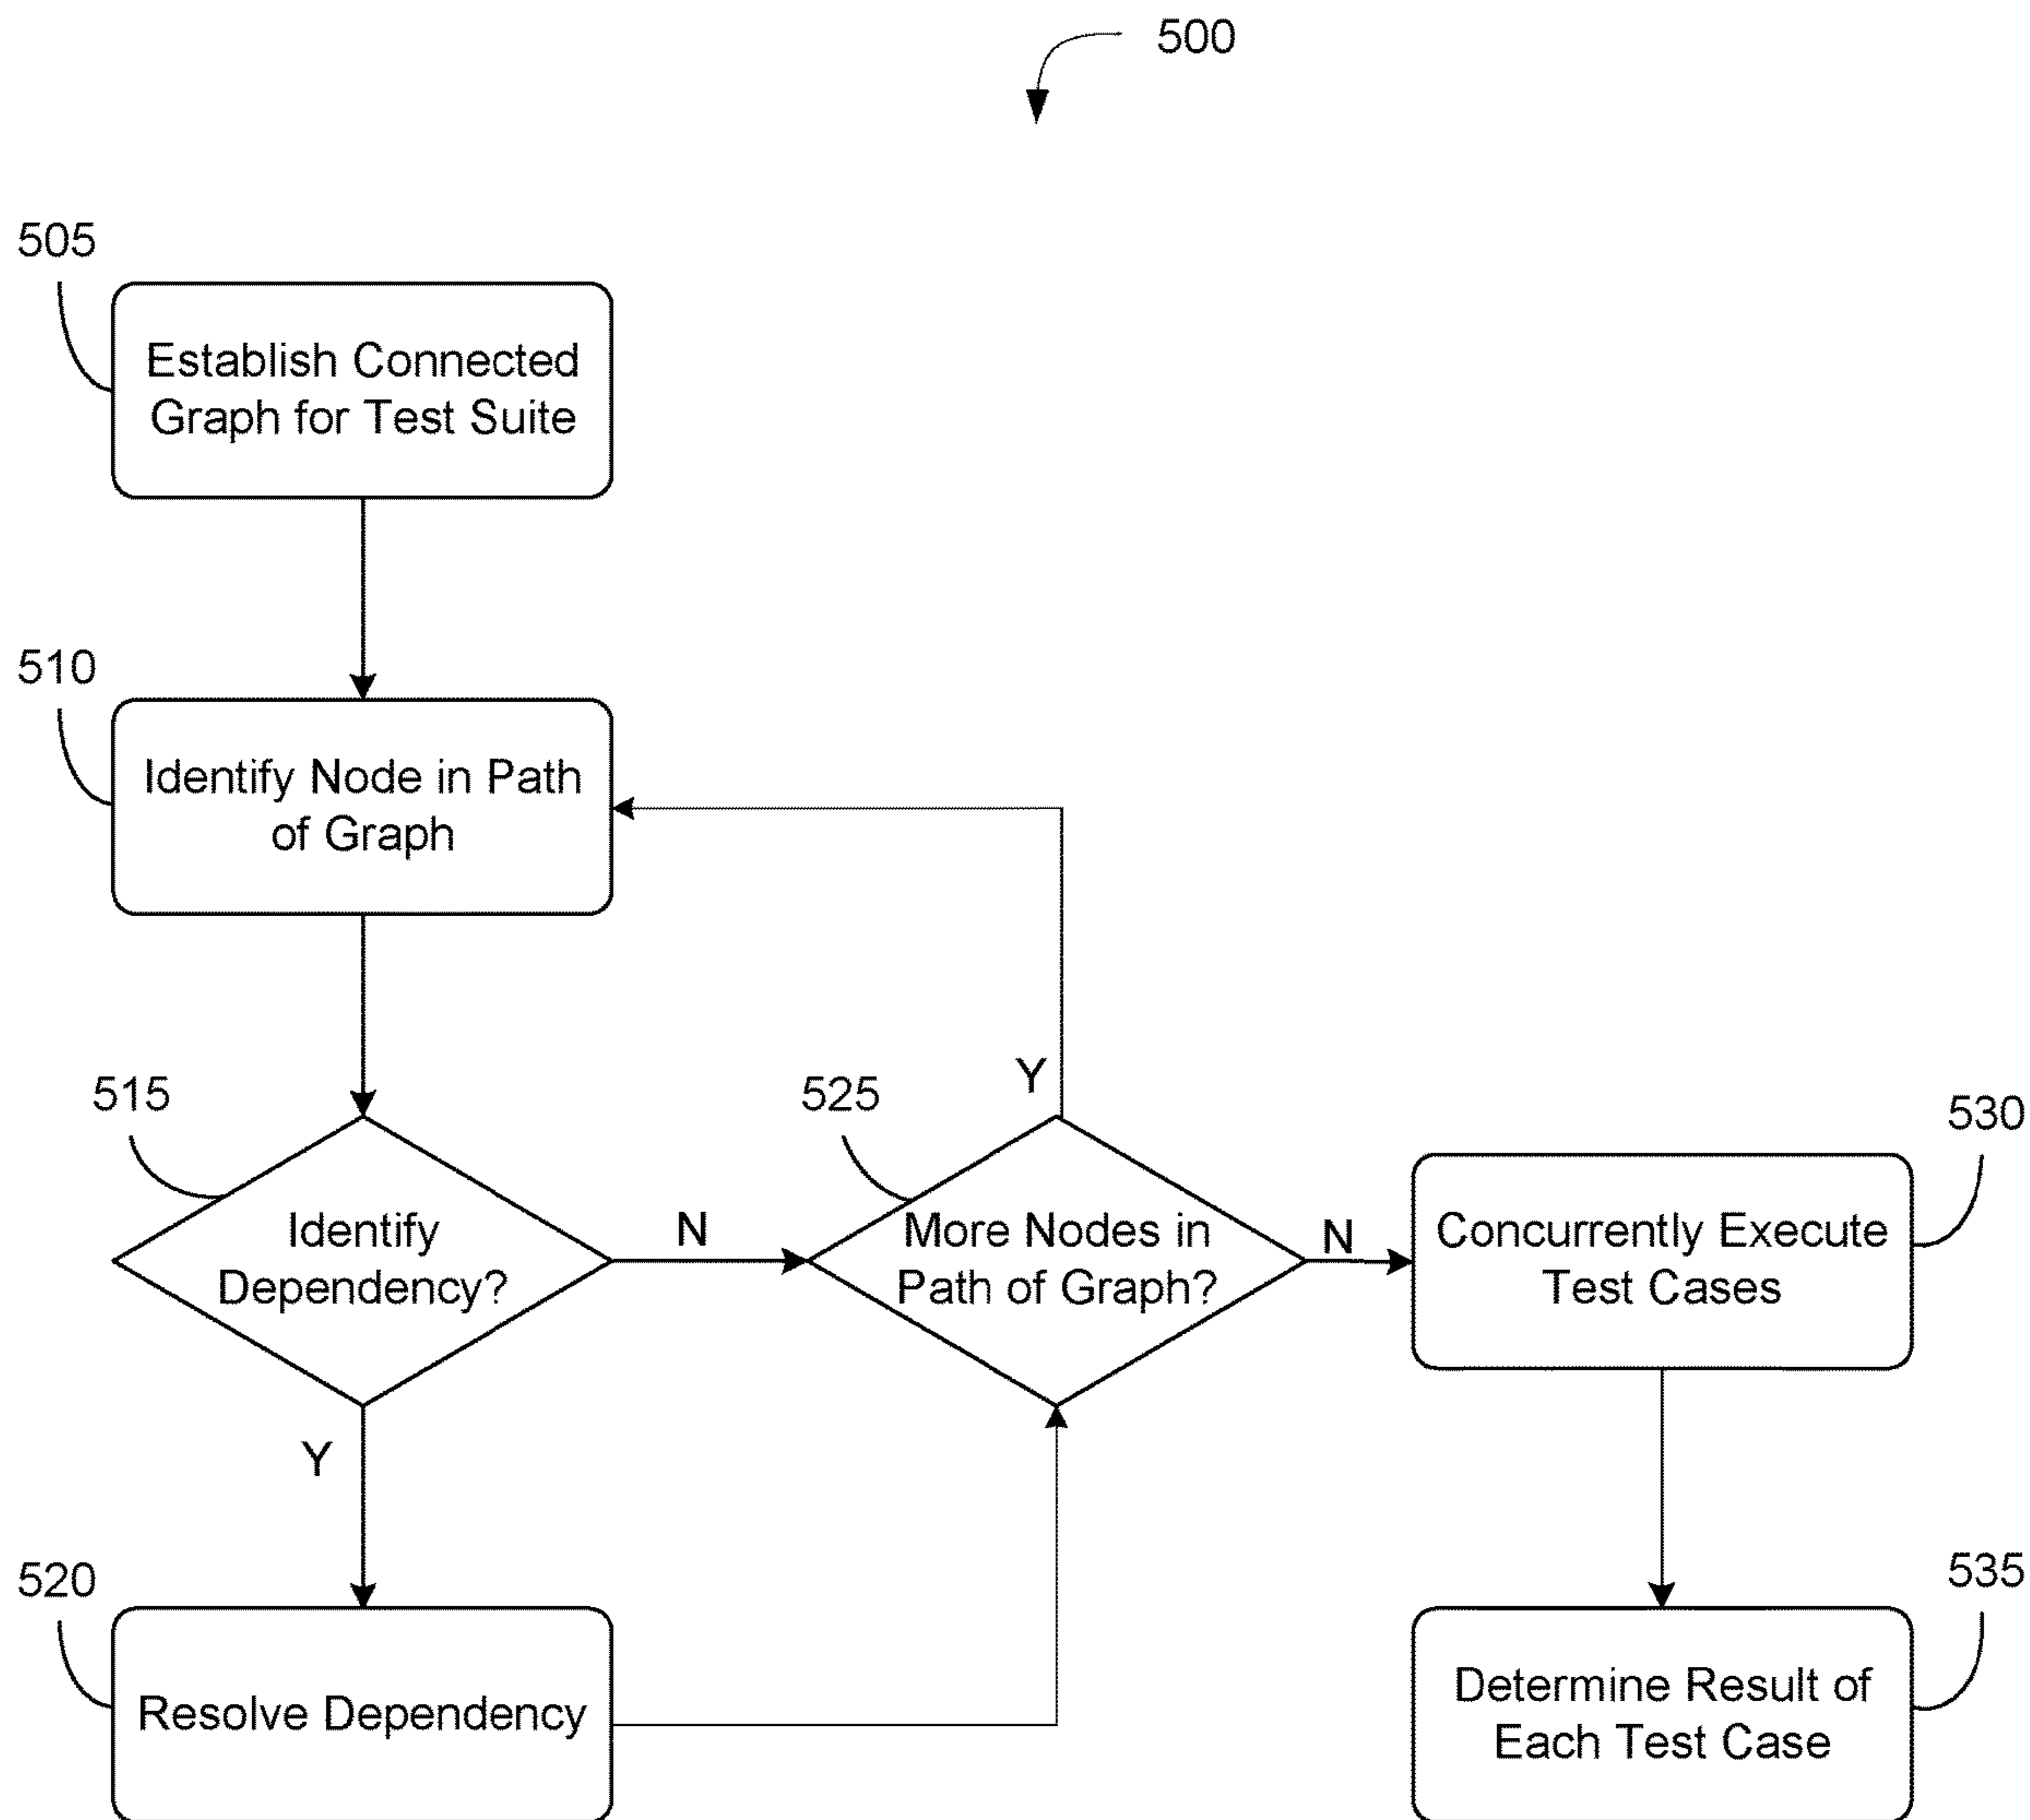 500
505
Establish Connected
Graph for Test Suite
510
Identify Node in Path
of Graph
515
Identify
Dependency?
N
Y
525
More Nodes in
Path of Graph?
Y
N
530
Concurrently Execute
Test Cases
520
Resolve Dependency
535
Determine Result of
Each Test Case